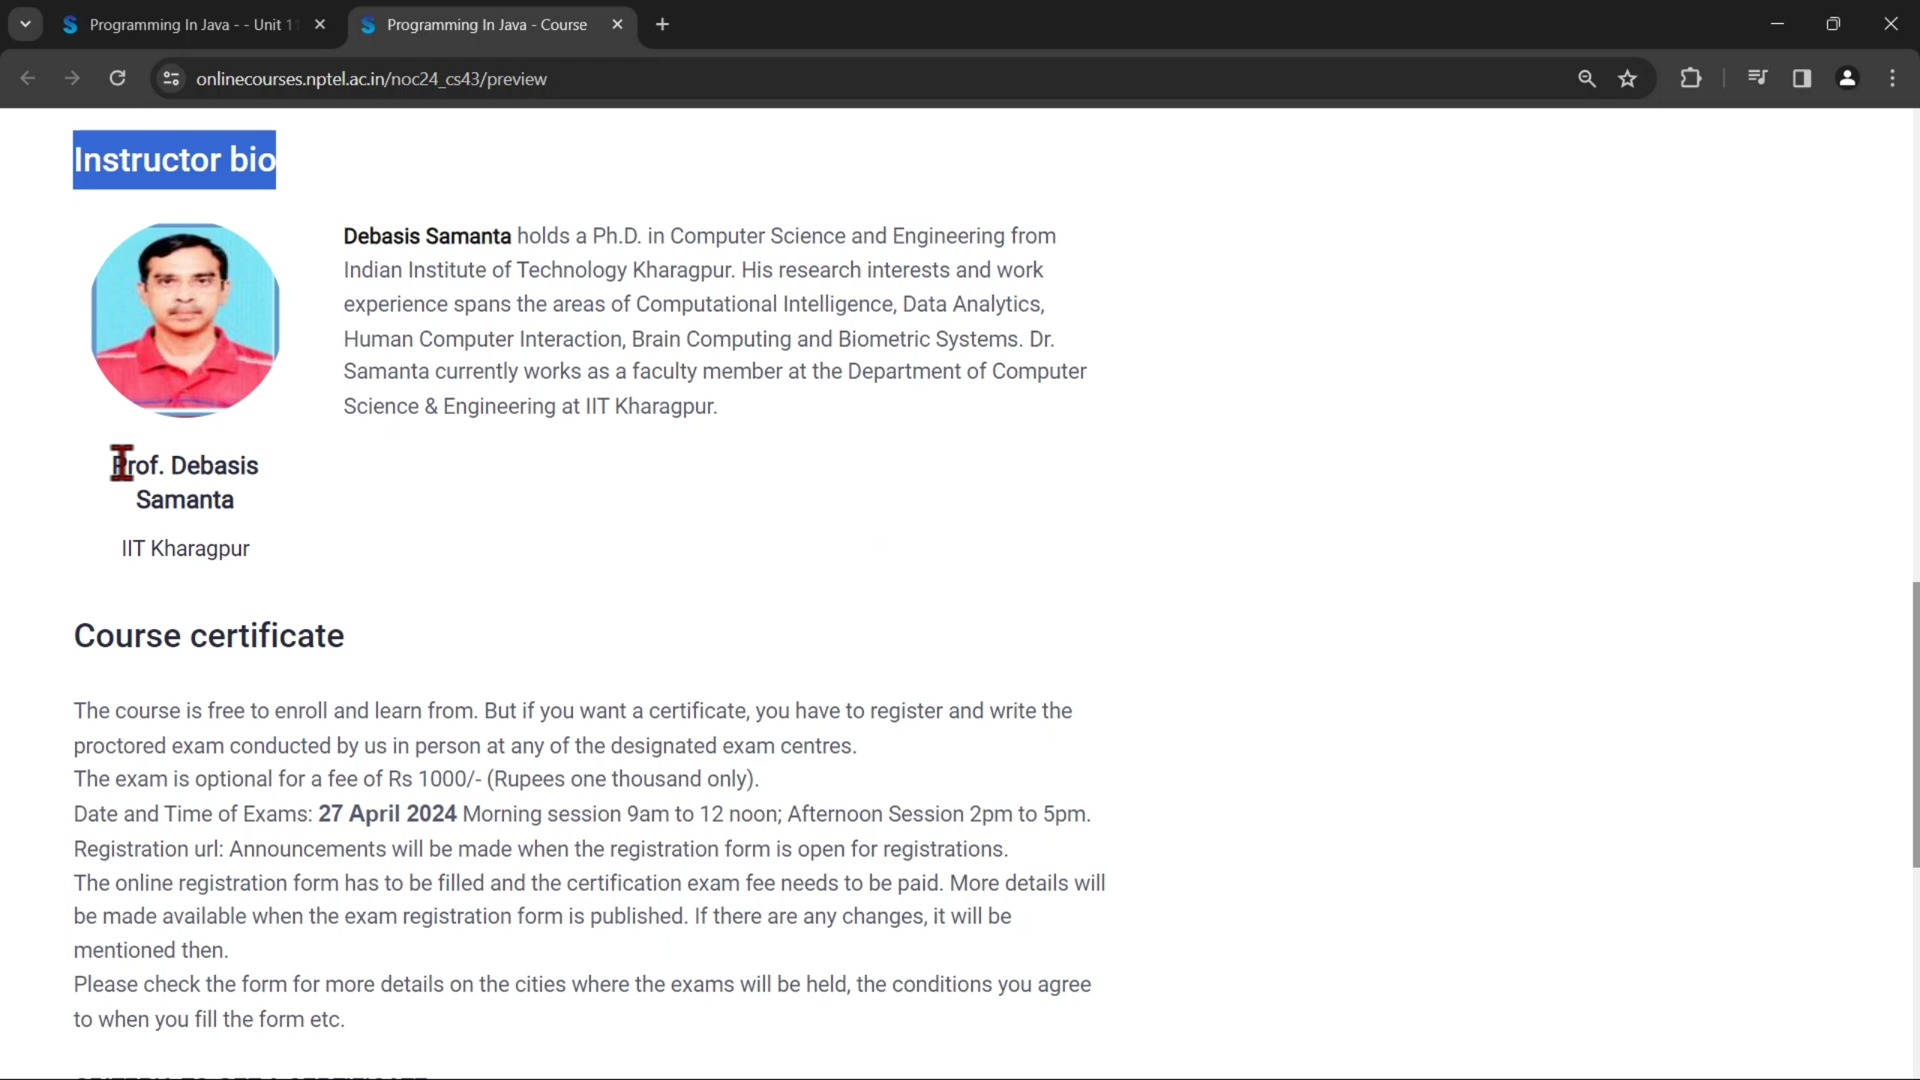 Programming In Java - - Unit 11
Programming In Java - Course
onlinecourses.nptel.ac.in/noc24_cs43/preview
Instructor bio
Debasis Samanta holds a Ph.D. in Computer Science and Engineering from
Indian Institute of Technology Kharagpur. His research interests and work
experience spans the areas of Computational Intelligence, Data Analytics,
Human Computer Interaction, Brain Computing and Biometric Systems. Dr.
Samanta currently works as a faculty member at the Department of Computer
Science & Engineering at IIT Kharagpur.
Prof. Debasis
Samanta
IIT Kharagpur
Course certificate
The course is free to enroll and learn from. But if you want a certificate, you have to register and write the
proctored exam conducted by us in person at any of the designated exam centres.
The exam is optional for a fee of Rs 1000/- (Rupees one thousand only).
Date and Time of Exams: 27 April 2024 Morning session 9am to 12 noon; Afternoon Session 2pm to 5pm.
Registration url: Announcements will be made when the registration form is open for registrations.
The online registration form has to be filled and the certification exam fee needs to be paid. More details will
be made available when the exam registration form is published. If there are any changes, it will be
mentioned then.
Please check the form for more details on the cities where the exams will be held, the conditions you agree
to when you fill the form etc.